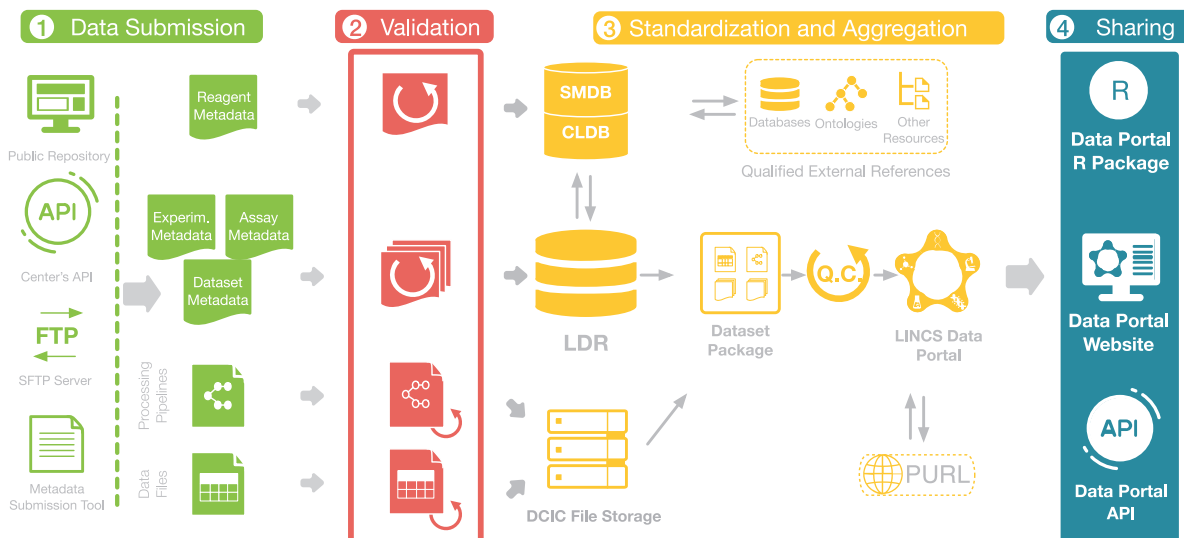 1 Data Submission
2 Validation
3 Standardization and Aggregation
4 Sharing
Public Repository
API
Center's API
FTP
SFTP Server
Metadata
Submission Tool
Reagent
Metadata
Experim.
Metadata
Assay
Metadata
Dataset
Metadata
Processing
Pipelines
Data
Files
SMDB
CLDB
LDR
DCIC File Storage
Databases
Ontologies
Other
Resources
Qualified External References
Dataset
Package
Q.C.
LINCS Data
Portal
PURL
R
Data Portal
R Package
Data Portal
Website
API
Data Portal
API